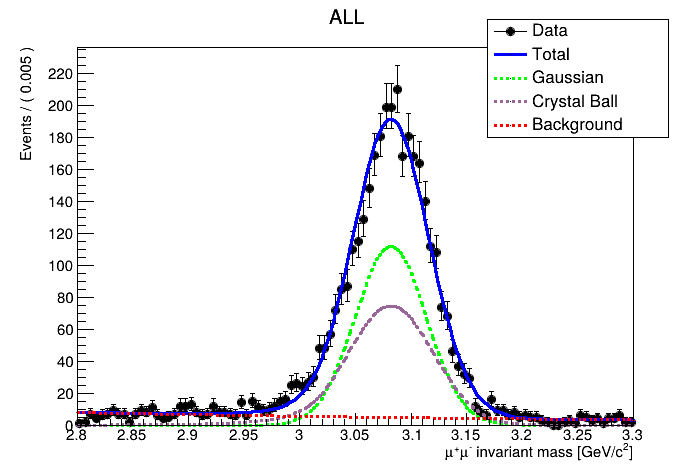 ALL
Data
Total
Gaussian
Crystal Ball
Background
Events / ( 0.005 )
220
200
180
160
140
120
100
80
60
40
20
0
2.8 2.85 2.9 2.95 3 3.05 3.1 3.15 3.2 3.25 3.3
μ⁺μ⁻ invariant mass [GeV/c²]